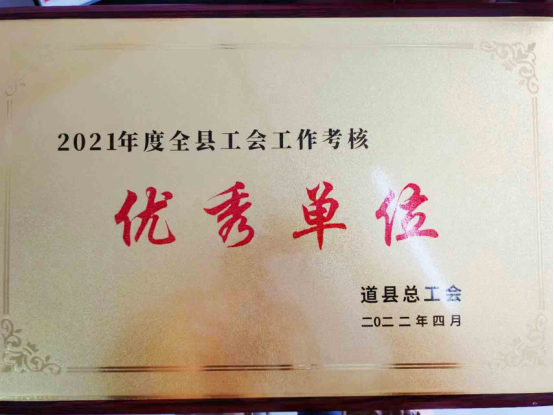 2021年度全县工会工作考核
优秀单位
道县总工会
二〇二二年四月